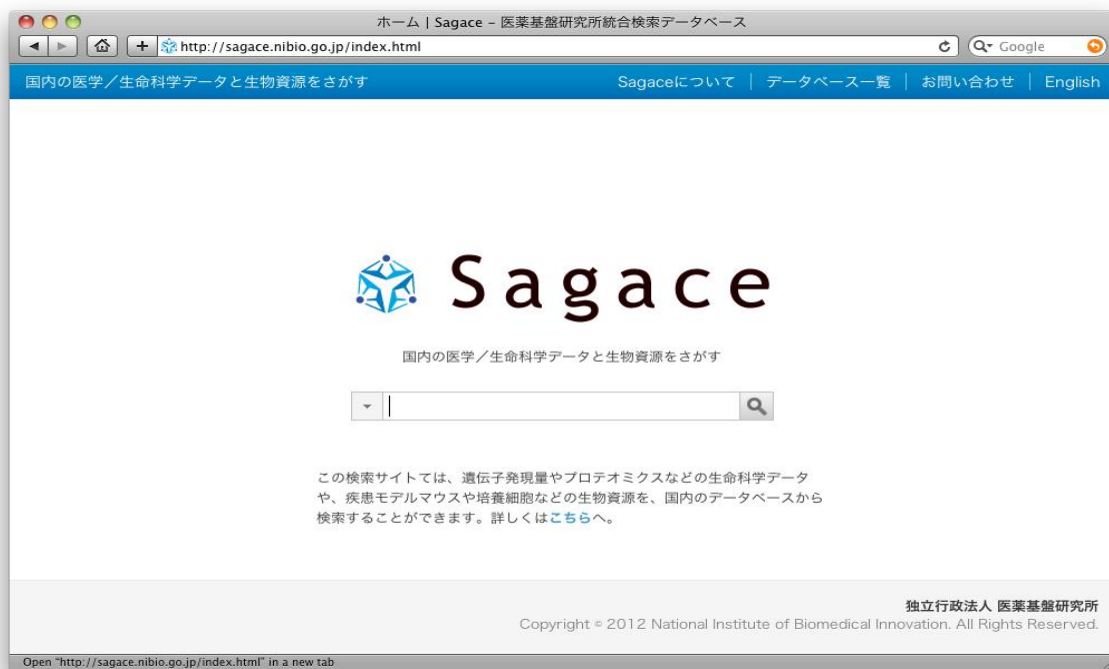 ホーム | Sagace – 医薬基盤研究所統合検索データベース
http://sagace.nibio.go.jp/index.html
Google
国内の医学／生命科学データと生物資源をさがす
Sagaceについて | データベース一覧 | お問い合わせ | English
Sagace
国内の医学／生命科学データと生物資源をさがす
この検索サイトては、遺伝子発現量やプロテオミクスなどの生命科学データ
や、疾患モデルマウスや培養細胞などの生物資源を、国内のデータベースから
検索することができます。詳しくはこちらへ。
独立行政法人 医薬基盤研究所
Copyright © 2012 National Institute of Biomedical Innovation. All Rights Reserved.
Open "http://sagace.nibio.go.jp/index.html" in a new tab